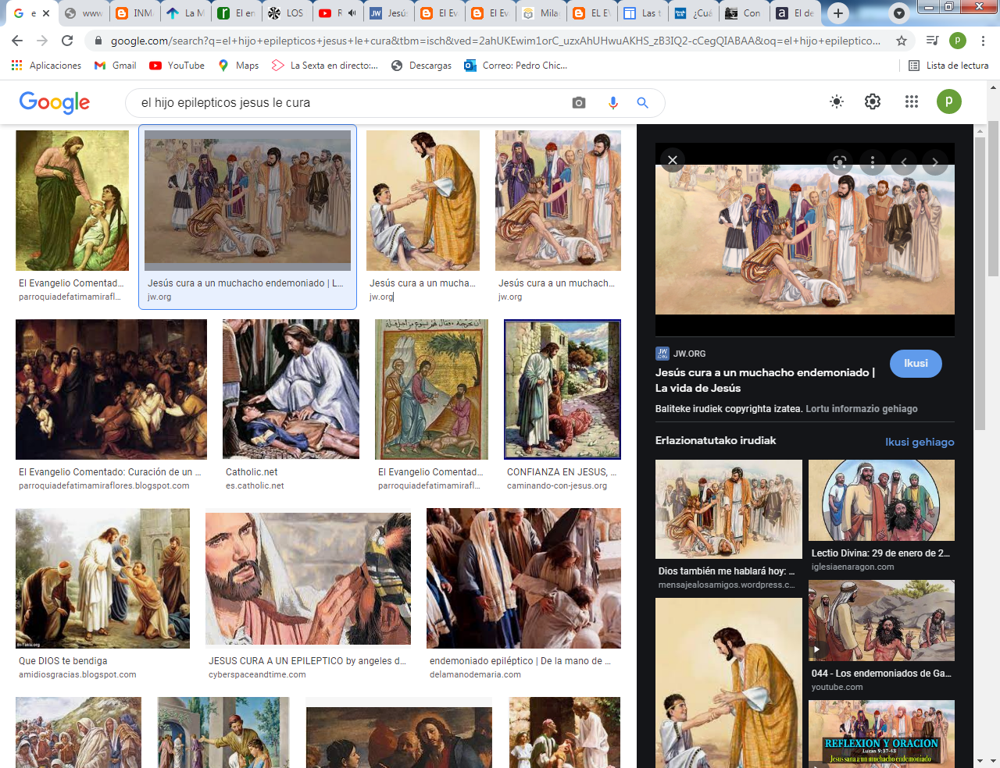 e
www
INM
La M
El en
LOS
R
Jesú
El Ev
El Ev
Mila
EL E
Las t
¿Cuá
Con
El de
google.com/search?q=el+hijo+epilepticos+jesus+le+cura&tbm=isch&ved=2ahUKEwim1orC_uzxAhUHwuAKHS_zB3IQ2-cCegQIABAA&oq=el+hijo+epileptico...
p
Aplicaciones
Gmail
YouTube
Maps
La Sexta en directo:...
Descargas
Correo: Pedro Chic...
Lista de lectura
Google
el hijo epilepticos jesus le cura
p
El Evangelio Comentad...
parroquiadefatimamirafl...
Jesús cura a un muchacho endemoniado | L...
jw.org
Jesús cura a un mucha...
jw.org
Jesús cura a un muchach...
jw.org
El Evangelio Comentado: Curación de un ...
parroquiadefatimamiraflores.blogspot.com
Catholic.net
es.catholic.net
El Evangelio Comentad...
parroquiadefatimamirafl...
CONFIANZA EN JESUS, ...
caminando-con-jesus.org
Que DIOS te bendiga
amidiosgracias.blogspot.com
JESUS CURA A UN EPILEPTICO by angeles d...
cyberspaceandtime.com
endemoniado epiléptico | De la mano de ...
delamanodemaria.com
JW.ORG
Jesús cura a un muchacho endemoniado |
La vida de Jesús
Ikusi
Baliteke irudiek copyrighta izatea. Lortu informazio gehiago
Erlazionatutako irudiak
Ikusi gehiago
Dios también me hablará hoy: ...
mensajealosamigos.wordpress.c...
Lectio Divina: 29 de enero de 2...
iglesiaenaragon.com
044 - Los endemoniados de Ga...
youtube.com
REFLEXION Y ORACION
Lucas 9:37-43
Jesus sana a un muchacho endemoniado